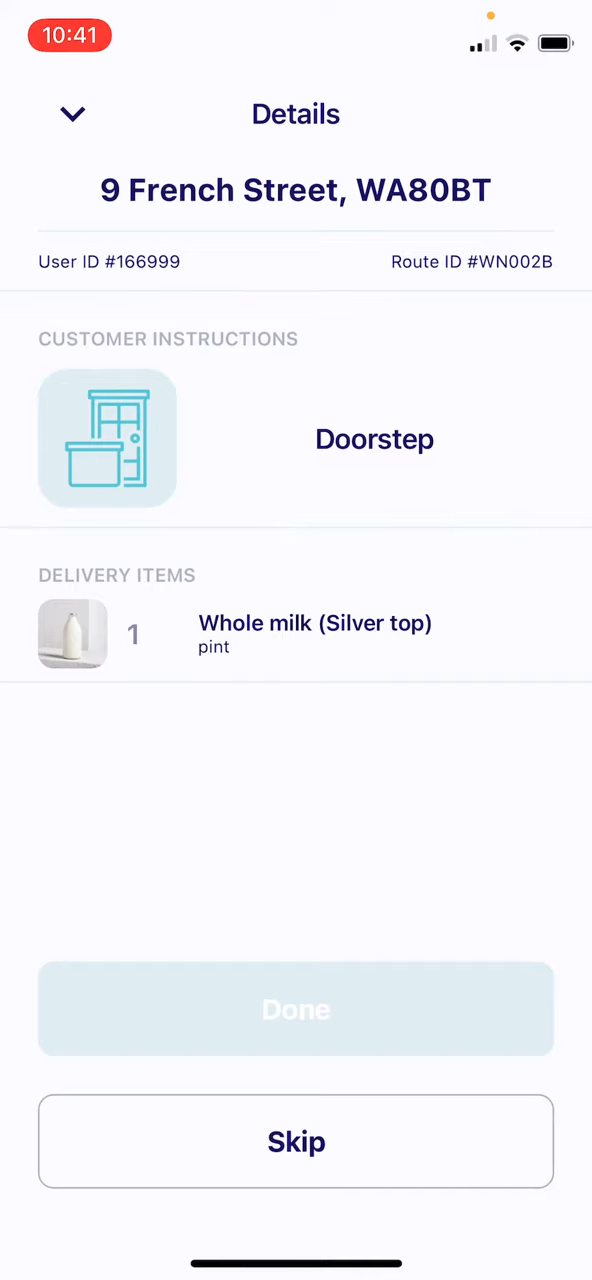 10:41
Details
9 French Street, WA80BT
User ID #166999 Route ID #WN002B
CUSTOMER INSTRUCTIONS
Doorstep
DELIVERY ITEMS
1 Whole milk (Silver top)
pint
Done
Skip